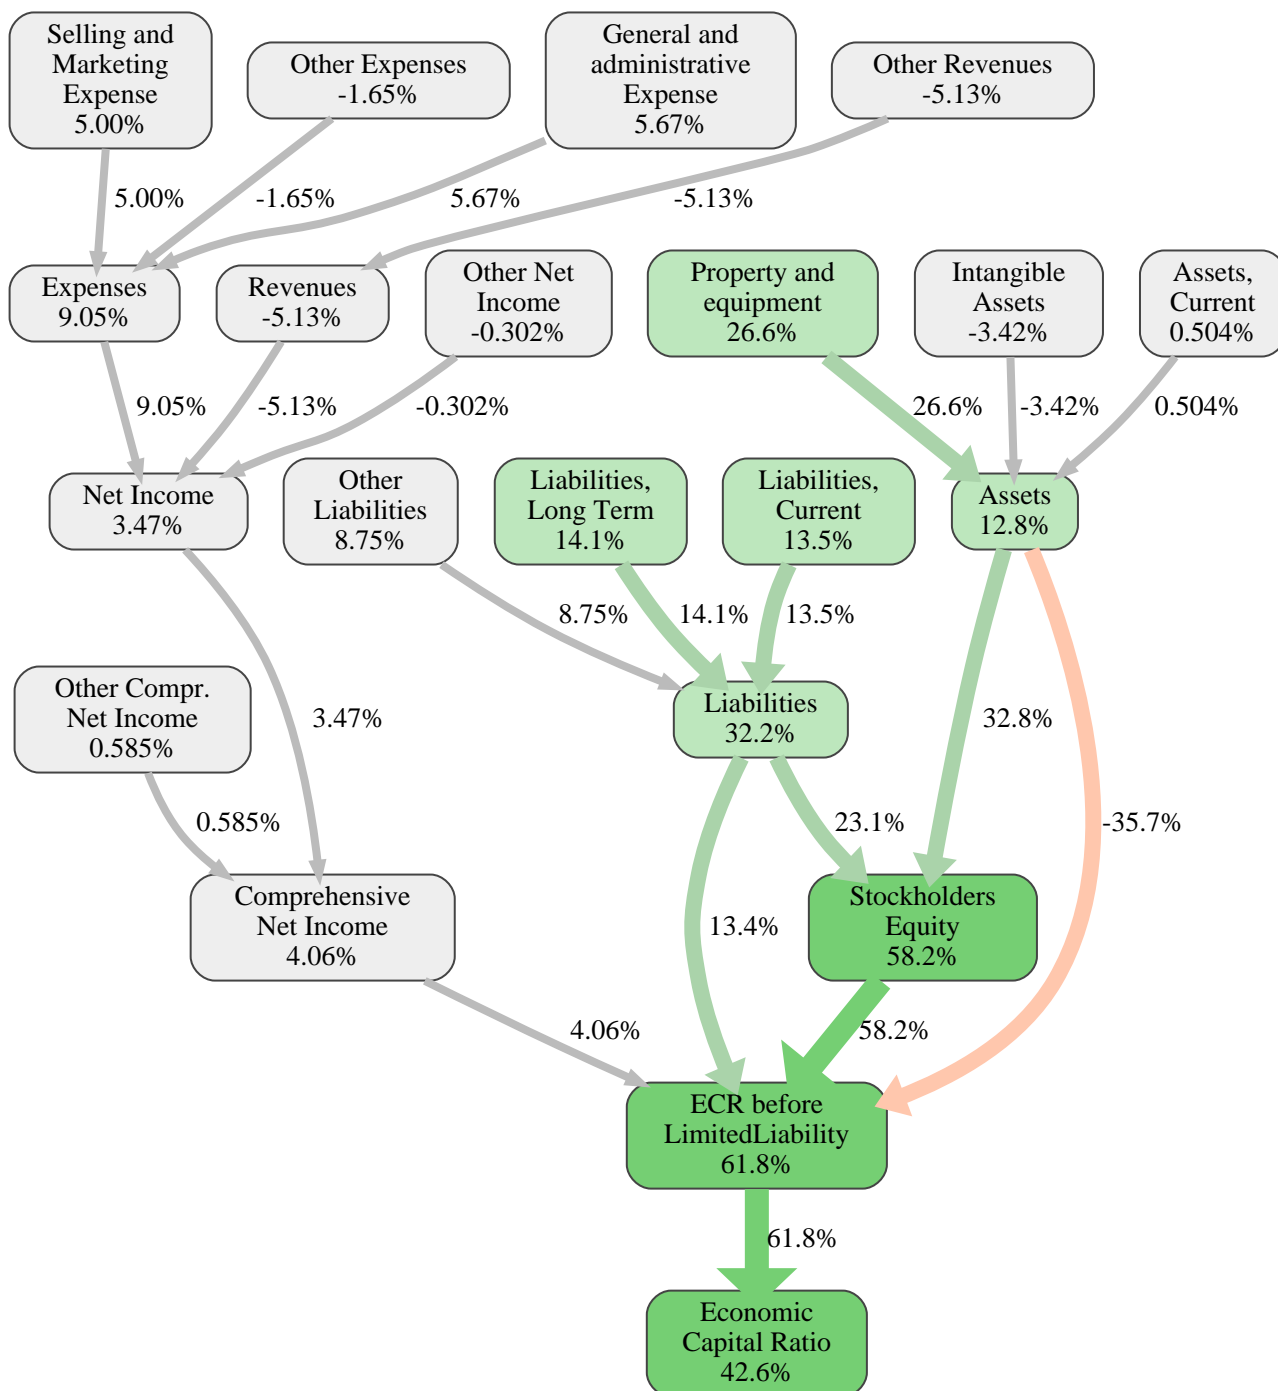 Selling and
Marketing
Expense
5.00%
Other Expenses
-1.65%
General and
administrative
Expense
5.67%
Other Revenues
-5.13%
5.00%
-1.65%
5.67%
-5.13%
Expenses
9.05%
Revenues
-5.13%
Other Net
Income
-0.302%
Property and
equipment
26.6%
Intangible
Assets
-3.42%
Assets,
Current
0.504%
9.05%
-5.13%
-0.302%
26.6%
-3.42%
0.504%
Net Income
3.47%
Other
Liabilities
8.75%
Liabilities,
Long Term
14.1%
Liabilities,
Current
13.5%
Assets
12.8%
8.75%
14.1%
13.5%
Other Compr.
Net Income
0.585%
3.47%
Liabilities
32.2%
32.8%
0.585%
23.1%
-35.7%
Comprehensive
Net Income
4.06%
13.4%
Stockholders
Equity
58.2%
4.06%
58.2%
ECR before
LimitedLiability
61.8%
61.8%
Economic
Capital Ratio
42.6%